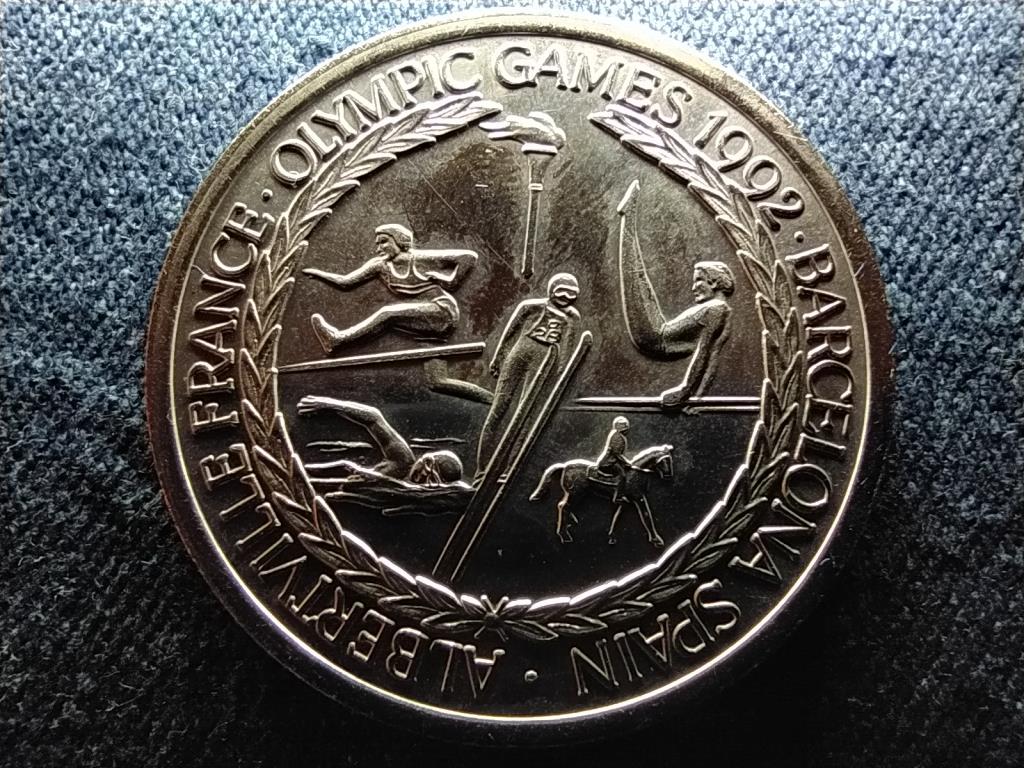 ALBERTVILLE FRANCE · OLYMPIC GAMES 1992 · BARCELONA SPAIN ·